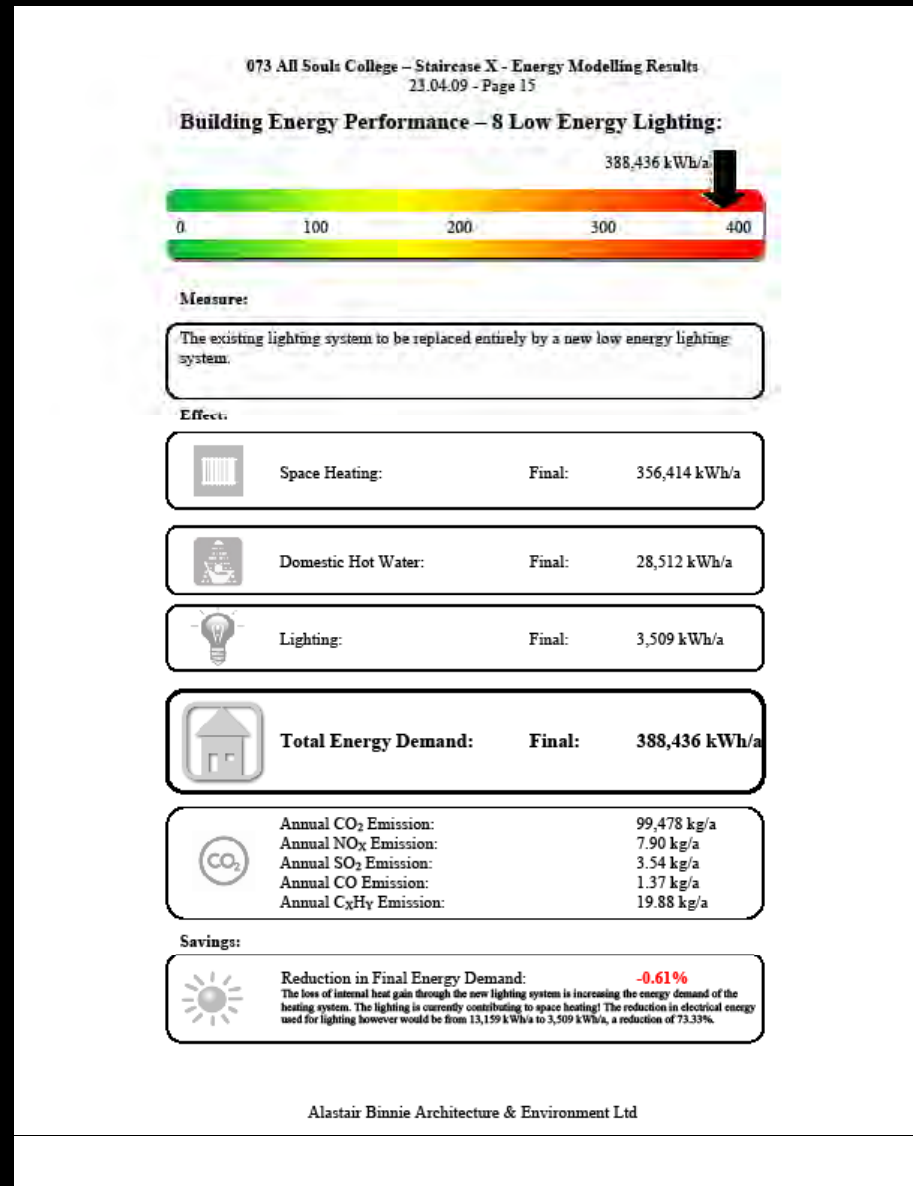 073 All Souls College – Staircase X - Energy Modelling Results
23.04.09 - Page 15
Building Energy Performance – 8 Low Energy Lighting:
388,436 kWh/a
0 100 200 300 400
Measure:
The existing lighting system to be replaced entirely by a new low energy lighting
system.
Effect:
Space Heating: Final: 356,414 kWh/a
Domestic Hot Water: Final: 28,512 kWh/a
Lighting: Final: 3,509 kWh/a
Total Energy Demand: Final: 388,436 kWh/a
CO₂
Annual CO₂ Emission: 99,478 kg/a
Annual NOX Emission: 7.90 kg/a
Annual SO₂ Emission: 3.54 kg/a
Annual CO Emission: 1.37 kg/a
Annual CXHY Emission: 19.88 kg/a
Savings:
Reduction in Final Energy Demand: -0.61%
The loss of internal heat gain through the new lighting system is increasing the energy demand of the
heating system. The lighting is currently contributing to space heating! The reduction in electrical energy
used for lighting however would be from 13,159 kWh/a to 3,509 kWh/a, a reduction of 73.33%.
Alastair Binnie Architecture & Environment Ltd